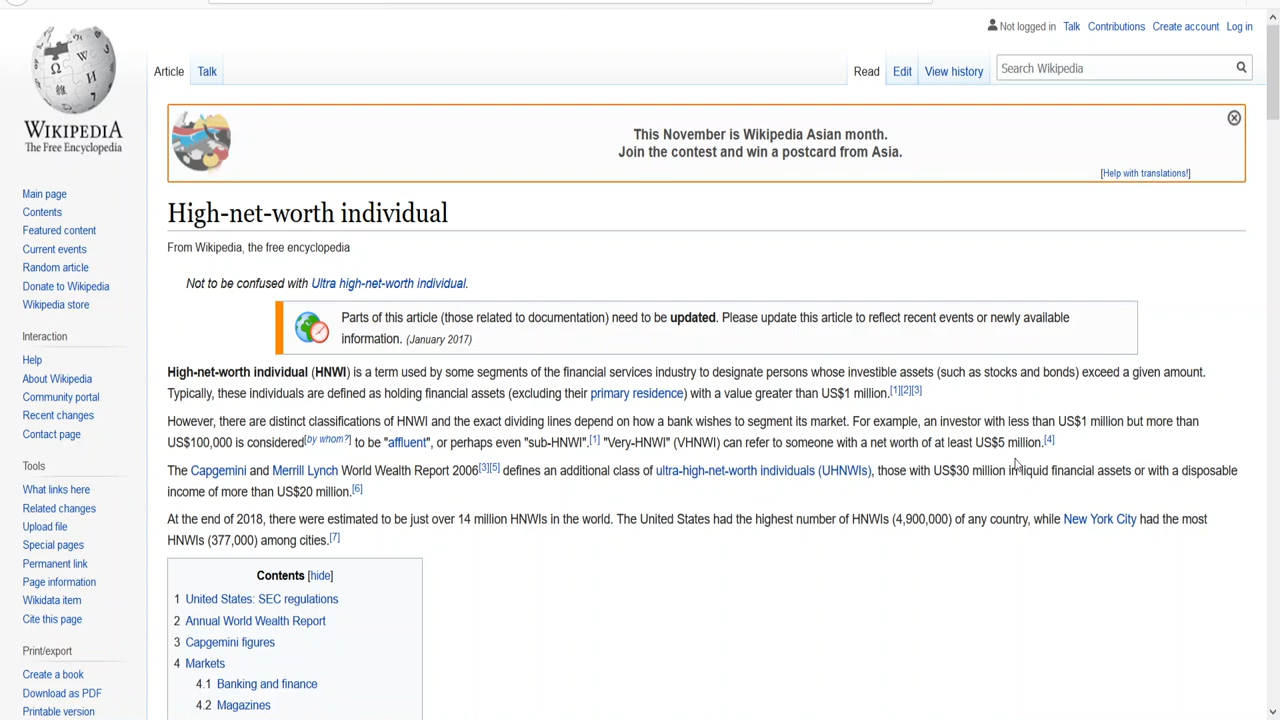 Not logged in Talk Contributions Create account Log in
Article Talk Read Edit View history Search Wikipedia
WIKIPEDIA
The Free Encyclopedia
Main page
Contents
Featured content
Current events
Random article
Donate to Wikipedia
Wikipedia store
Interaction
Help
About Wikipedia
Community portal
Recent changes
Contact page
Tools
What links here
Related changes
Upload file
Special pages
Permanent link
Page information
Wikidata item
Cite this page
Print/export
Create a book
Download as PDF
Printable version
This November is Wikipedia Asian month.
Join the contest and win a postcard from Asia.
[Help with translations!]
High-net-worth individual
From Wikipedia, the free encyclopedia
Not to be confused with Ultra high-net-worth individual.
Parts of this article (those related to documentation) need to be updated. Please update this article to reflect recent events or newly available
information. (January 2017)
High-net-worth individual (HNWI) is a term used by some segments of the financial services industry to designate persons whose investible assets (such as stocks and bonds) exceed a given amount.
Typically, these individuals are defined as holding financial assets (excluding their primary residence) with a value greater than US$1 million.[1][2][3]
However, there are distinct classifications of HNWI and the exact dividing lines depend on how a bank wishes to segment its market. For example, an investor with less than US$1 million but more than
US$100,000 is considered[by whom?] to be "affluent", or perhaps even "sub-HNWI".[1] "Very-HNWI" (VHNWI) can refer to someone with a net worth of at least US$5 million.[4]
The Capgemini and Merrill Lynch World Wealth Report 2006[3][5] defines an additional class of ultra-high-net-worth individuals (UHNWIs), those with US$30 million in liquid financial assets or with a disposable
income of more than US$20 million.[6]
At the end of 2018, there were estimated to be just over 14 million HNWIs in the world. The United States had the highest number of HNWIs (4,900,000) of any country, while New York City had the most
HNWIs (377,000) among cities.[7]
Contents [hide]
1 United States: SEC regulations
2 Annual World Wealth Report
3 Capgemini figures
4 Markets
4.1 Banking and finance
4.2 Magazines